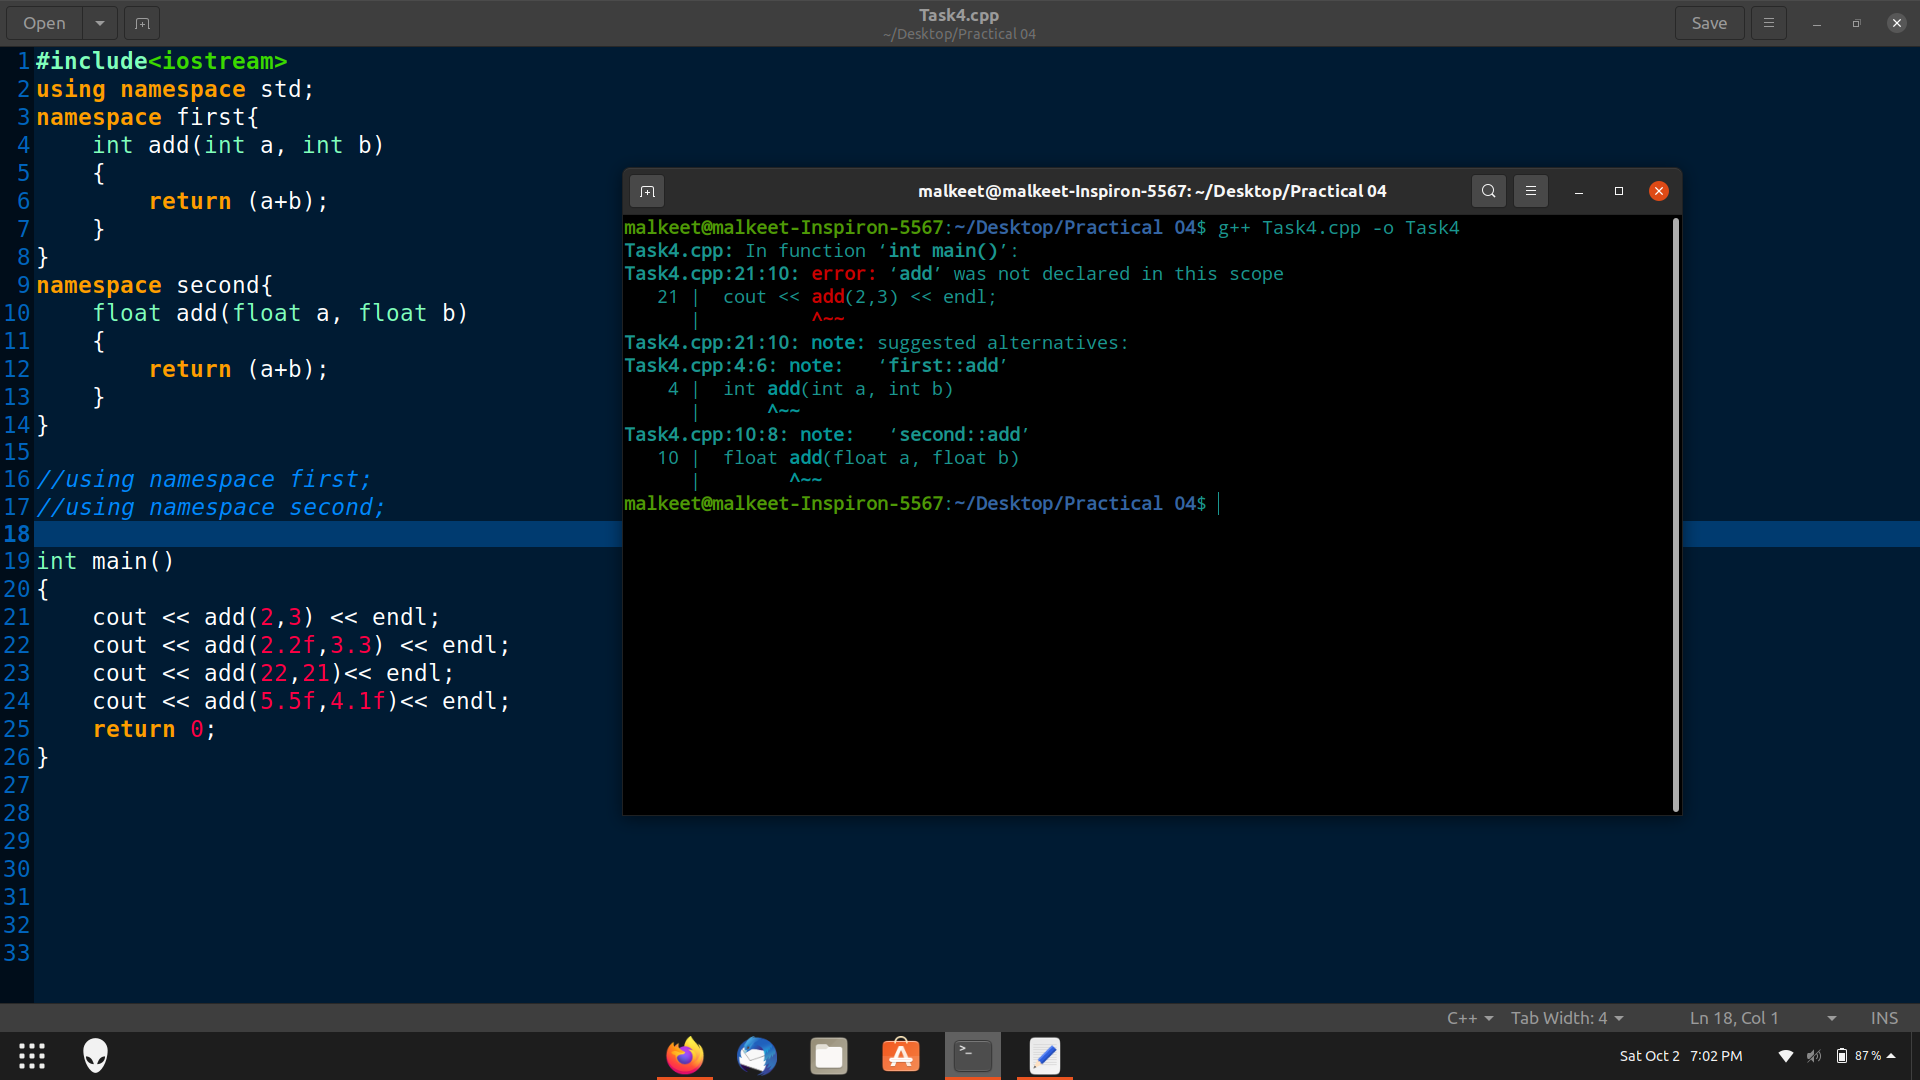 Open
Task4.cpp
~/Desktop/Practical 04
Save
1 #include<iostream>
2 using namespace std;
3 namespace first{
4     int add(int a, int b)
5     {
6         return (a+b);
7     }
8 }
9 namespace second{
10     float add(float a, float b)
11     {
12         return (a+b);
13     }
14 }
15
16 //using namespace first;
17 //using namespace second;
18
19 int main()
20 {
21     cout << add(2,3) << endl;
22     cout << add(2.2f,3.3) << endl;
23     cout << add(22,21)<< endl;
24     cout << add(5.5f,4.1f)<< endl;
25     return 0;
26 }
27
28
29
30
31
32
33
malkeet@malkeet-Inspiron-5567: ~/Desktop/Practical 04
malkeet@malkeet-Inspiron-5567:~/Desktop/Practical 04$ g++ Task4.cpp -o Task4
Task4.cpp: In function ‘int main()’:
Task4.cpp:21:10: error: ‘add’ was not declared in this scope
21 |  cout << add(2,3) << endl;
|          ^~~
Task4.cpp:21:10: note: suggested alternatives:
Task4.cpp:4:6: note:   ‘first::add’
4 |  int add(int a, int b)
|      ^~~
Task4.cpp:10:8: note:   ‘second::add’
10 |  float add(float a, float b)
|        ^~~
malkeet@malkeet-Inspiron-5567:~/Desktop/Practical 04$
C++ Tab Width: 4 Ln 18, Col 1 INS
Sat Oct 2 7:02 PM 87%